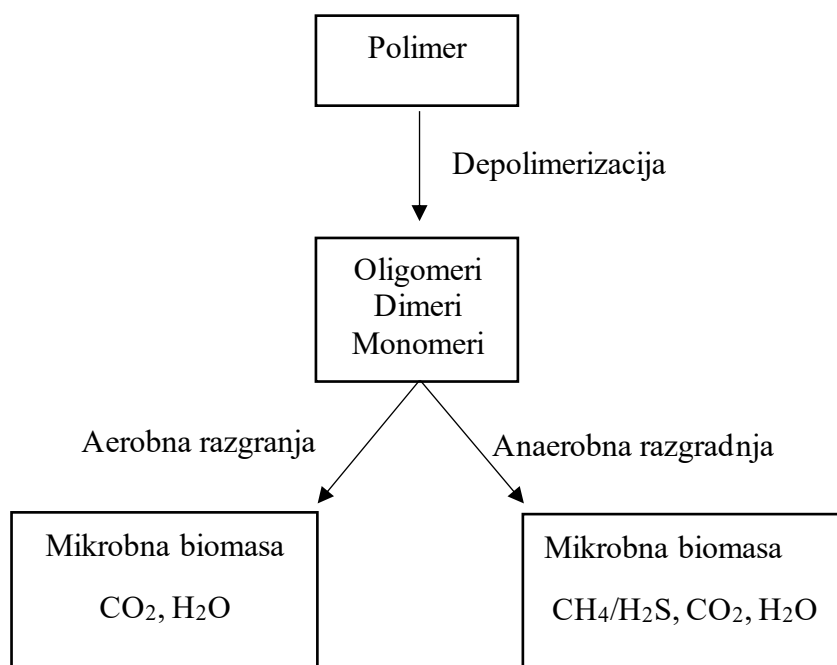 Polimer
Depolimerizacija
Oligomeri
Dimeri
Monomeri
Aerobna razgranja
Anaerobna razgradnja
Mikrobna biomasa
CO₂, H₂O
Mikrobna biomasa
CH₄/H₂S, CO₂, H₂O